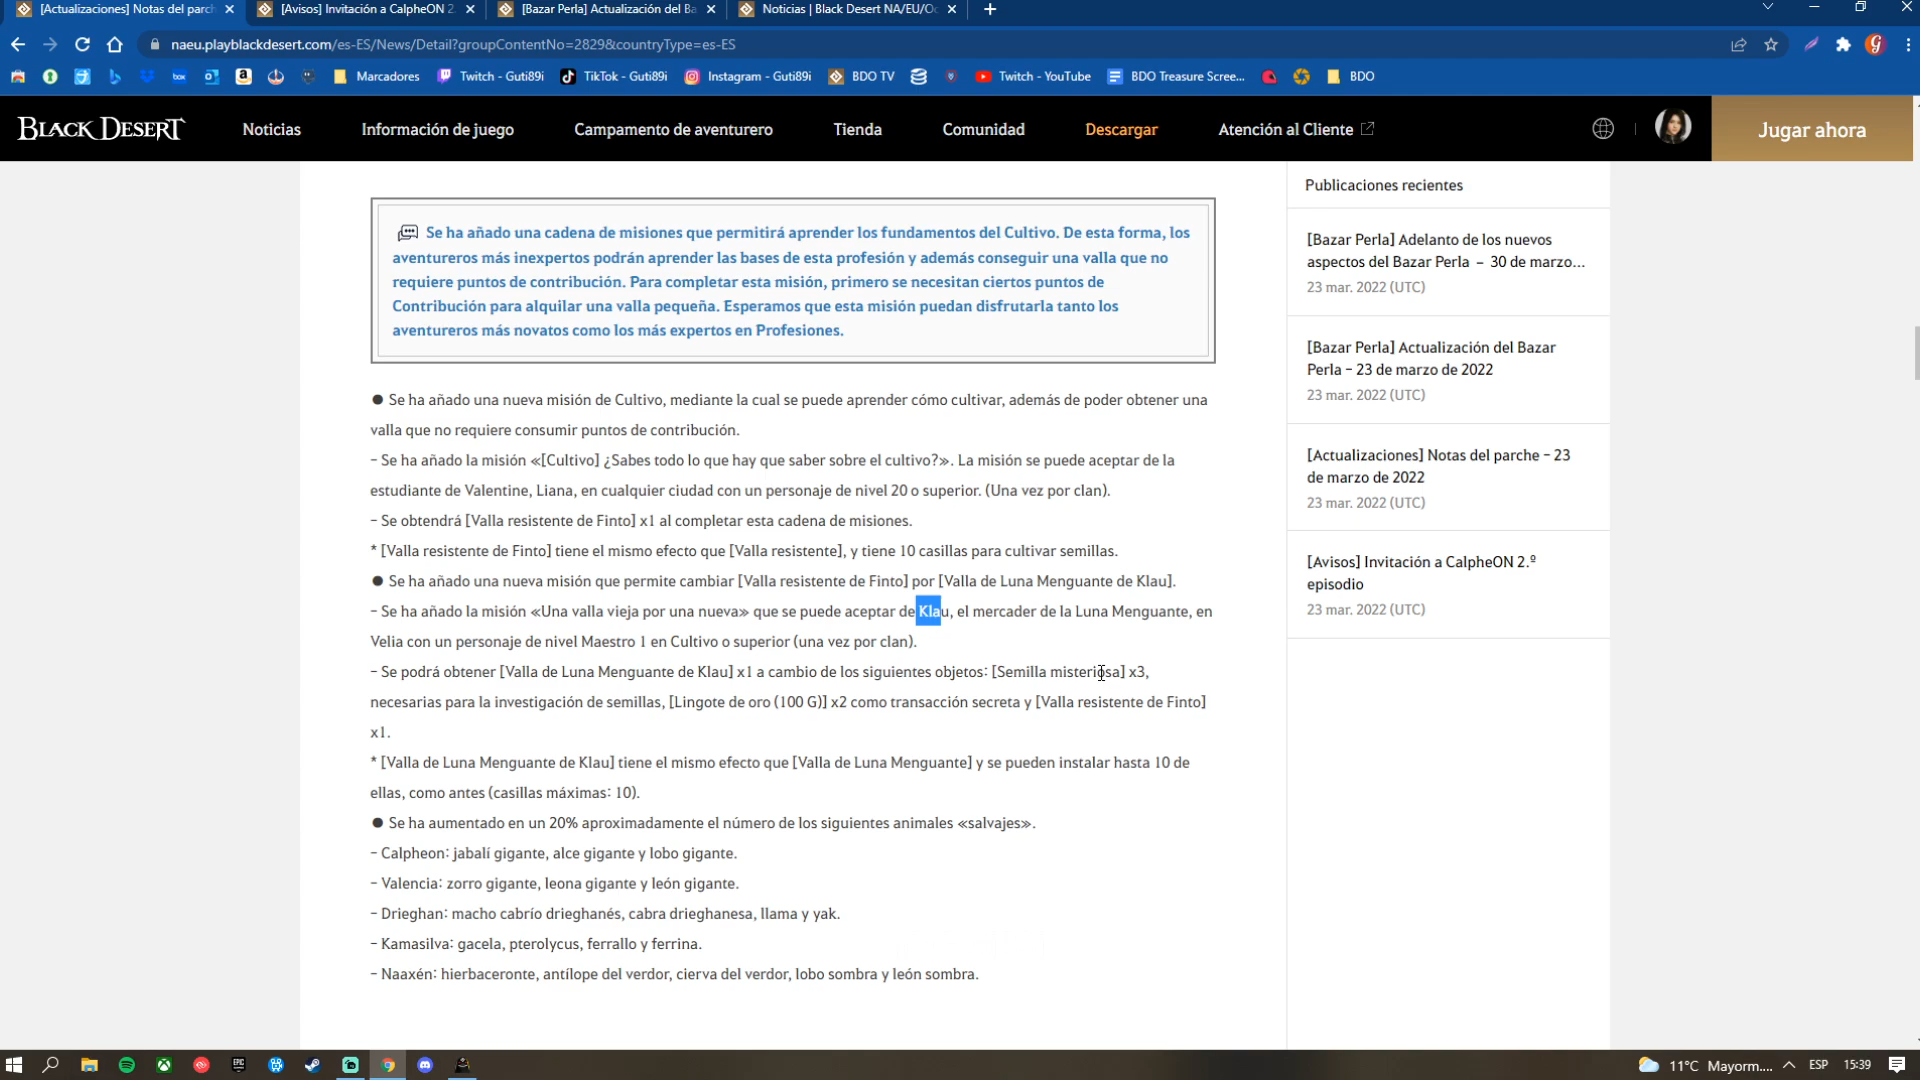 [Actualizaciones] Notas del parch
[Avisos] Invitación a CalpheON 2.
[Bazar Perla] Actualización del Ba
Noticias | Black Desert NA/EU/Oc
naeu.playblackdesert.com/es-ES/News/Detail?groupContentNo=2829&countryType=es-ES
Marcadores
Twitch - Guti89i
TikTok - Guti89i
Instagram - Guti89i
BDO TV
Twitch - YouTube
BDO Treasure Scree...
BDO
BLACK DESERT
Noticias
Información de juego
Campamento de aventurero
Tienda
Comunidad
Descargar
Atención al Cliente
Jugar ahora
Se ha añado una cadena de misiones que permitirá aprender los fundamentos del Cultivo. De esta forma, los
aventureros más inexpertos podrán aprender las bases de esta profesión y además conseguir una valla que no
requiere puntos de contribución. Para completar esta misión, primero se necesitan ciertos puntos de
Contribución para alquilar una valla pequeña. Esperamos que esta misión puedan disfrutarla tanto los
aventureros más novatos como los más expertos en Profesiones.
● Se ha añado una nueva misión de Cultivo, mediante la cual se puede aprender cómo cultivar, además de poder obtener una
valla que no requiere consumir puntos de contribución.
- Se ha añado la misión «[Cultivo] ¿Sabes todo lo que hay que saber sobre el cultivo?». La misión se puede aceptar de la
estudiante de Valentine, Liana, en cualquier ciudad con un personaje de nivel 20 o superior. (Una vez por clan).
- Se obtendrá [Valla resistente de Finto] x1 al completar esta cadena de misiones.
* [Valla resistente de Finto] tiene el mismo efecto que [Valla resistente], y tiene 10 casillas para cultivar semillas.
● Se ha añado una nueva misión que permite cambiar [Valla resistente de Finto] por [Valla de Luna Menguante de Klau].
- Se ha añado la misión «Una valla vieja por una nueva» que se puede aceptar de Klau, el mercader de la Luna Menguante, en
Velia con un personaje de nivel Maestro 1 en Cultivo o superior (una vez por clan).
- Se podrá obtener [Valla de Luna Menguante de Klau] x1 a cambio de los siguientes objetos: [Semilla misteriosa] x3,
necesarias para la investigación de semillas, [Lingote de oro (100 G)] x2 como transacción secreta y [Valla resistente de Finto]
x1.
* [Valla de Luna Menguante de Klau] tiene el mismo efecto que [Valla de Luna Menguante] y se pueden instalar hasta 10 de
ellas, como antes (casillas máximas: 10).
● Se ha aumentado en un 20% aproximadamente el número de los siguientes animales «salvajes».
- Calpheon: jabalí gigante, alce gigante y lobo gigante.
- Valencia: zorro gigante, leona gigante y león gigante.
- Drieghan: macho cabrío drieghanés, cabra drieghanesa, llama y yak.
- Kamasilva: gacela, pterolycus, ferrallo y ferrina.
- Naaxén: hierbaceronte, antílope del verdor, cierva del verdor, lobo sombra y león sombra.
Publicaciones recientes
[Bazar Perla] Adelanto de los nuevos
aspectos del Bazar Perla – 30 de marzo...
23 mar. 2022 (UTC)
[Bazar Perla] Actualización del Bazar
Perla – 23 de marzo de 2022
23 mar. 2022 (UTC)
[Actualizaciones] Notas del parche – 23
de marzo de 2022
23 mar. 2022 (UTC)
[Avisos] Invitación a CalpheON 2.º
episodio
23 mar. 2022 (UTC)
11°C Mayorm....
ESP
15:39